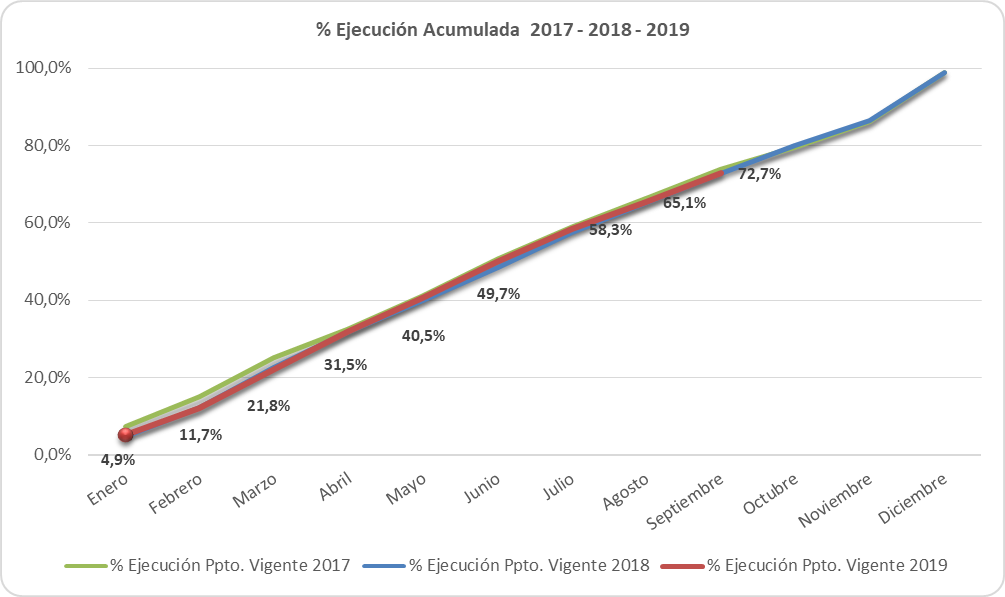 % Ejecución Acumulada 2017 - 2018 - 2019
100,0%
80,0%
60,0%
40,0%
20,0%
0,0%
4,9%
11,7%
21,8%
31,5%
40,5%
49,7%
58,3%
65,1%
72,7%
Enero
Febrero
Marzo
Abril
Mayo
Junio
Julio
Agosto
Septiembre
Octubre
Noviembre
Diciembre
% Ejecución Ppto. Vigente 2017
% Ejecución Ppto. Vigente 2018
% Ejecución Ppto. Vigente 2019